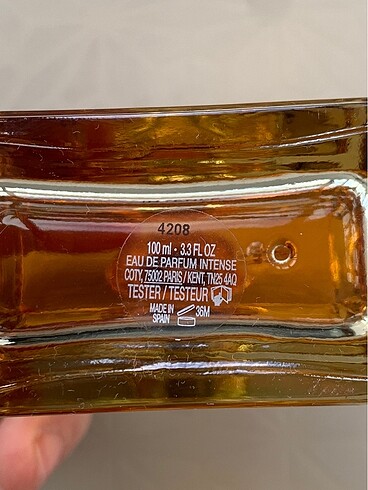 4208
100 ml - 3.3 FL OZ
EAU DE PARFUM INTENSE
COTY, 75002 PARIS / KENT, TN25 4AQ
TESTER / TESTEUR
MADE IN
SPAIN
36M